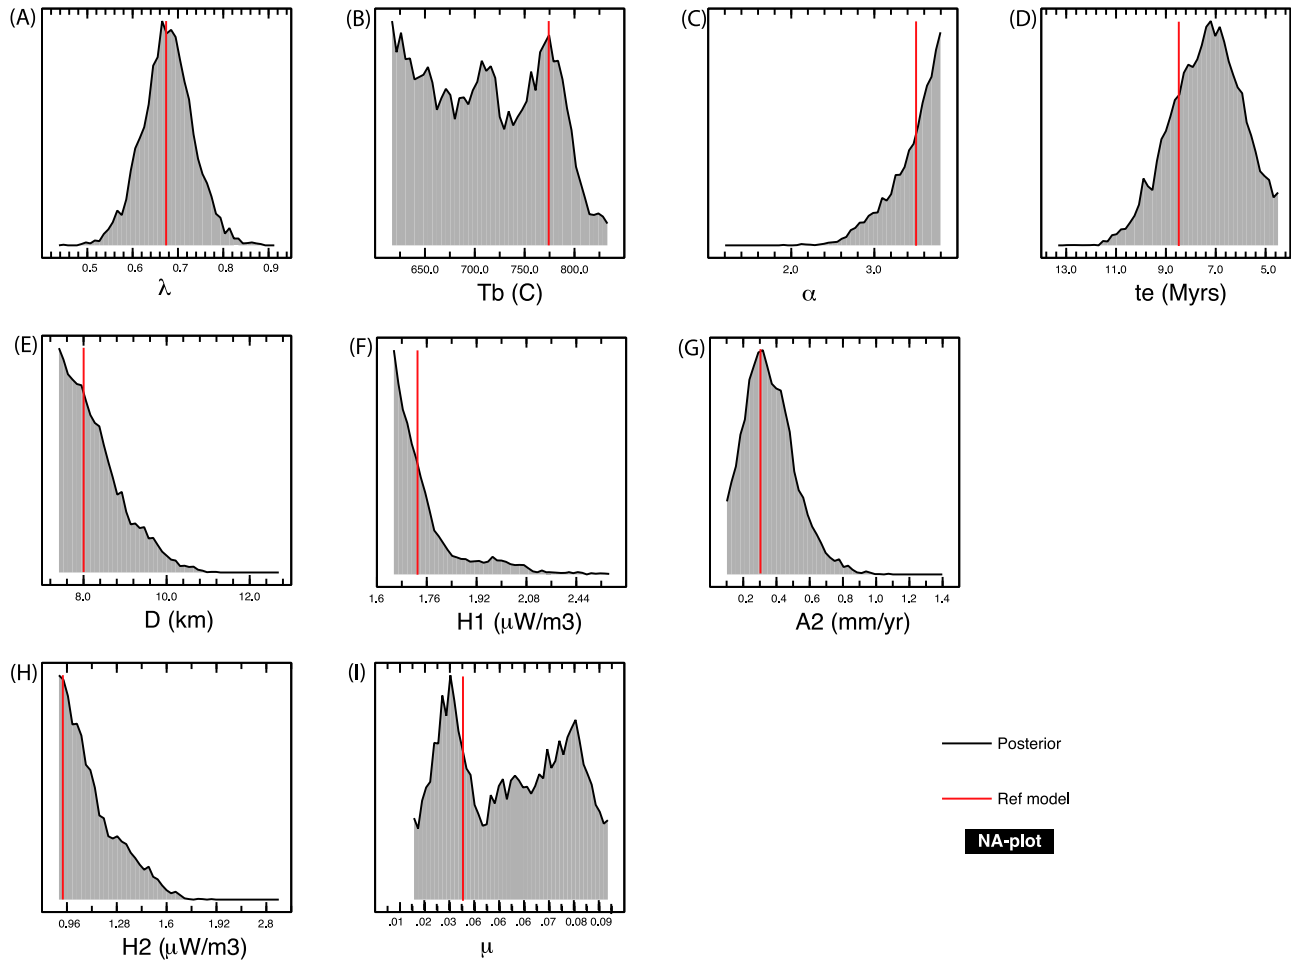 (A)
0.5 0.6 0.7 0.8 0.9
λ
(B)
650.0 700.0 750.0 800.0
Tb (C)
(C)
2.0 3.0
α
(D)
13.0 11.0 9.0 7.0 5.0
te (Myrs)
(E)
8.0 10.0 12.0
D (km)
(F)
1.6 1.76 1.92 2.08 2.44
H1 (μW/m3)
(G)
0.2 0.4 0.6 0.8 1.0 1.2 1.4
A2 (mm/yr)
(H)
0.96 1.28 1.6 1.92 2.8
H2 (μW/m3)
(I)
.01 .02 .03 .06 .06 .06 .07 0.08 0.09
μ
Posterior
Ref model
NA-plot